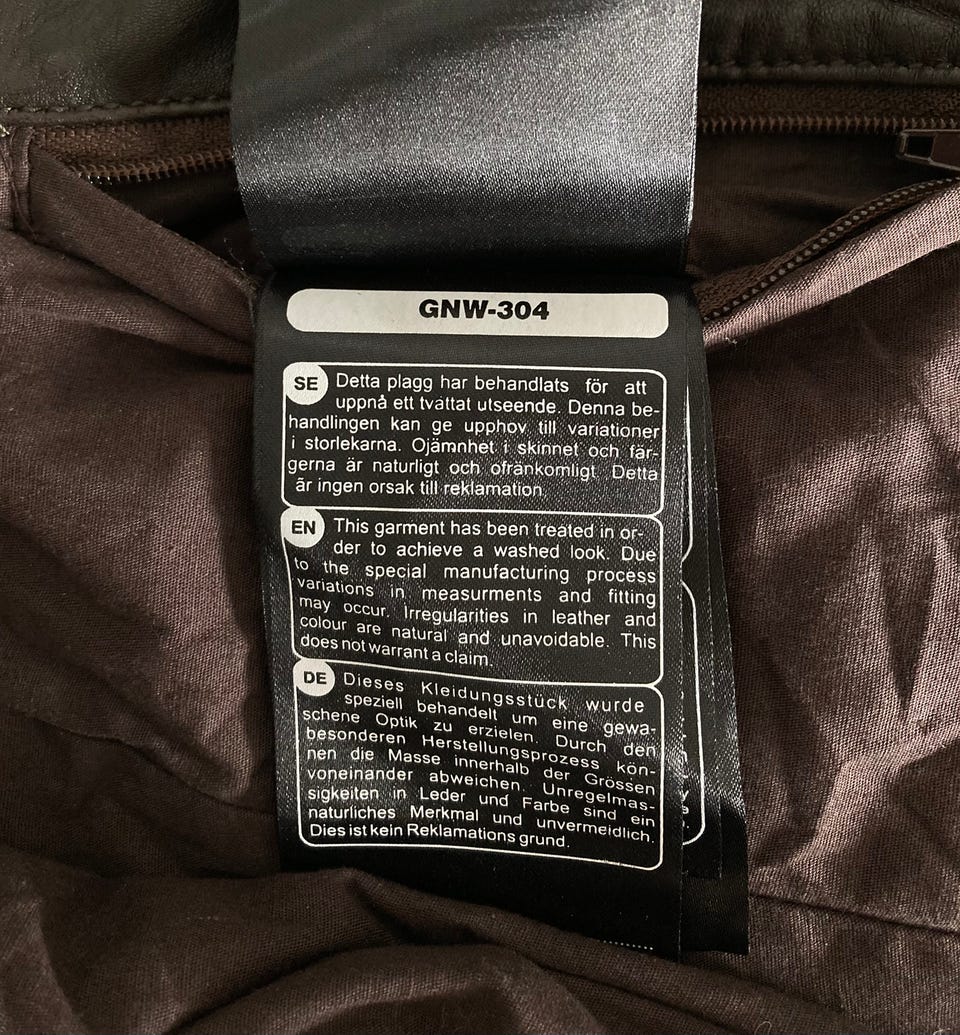 GNW-304
SE Detta plagg har behandlats för att
uppnå ett tvättat utseende. Denna be-
handlingen kan ge upphov till variationer
i storlekarna. Ojämnhet i skinnet och fär-
gerna är naturligt och ofrånkomligt Detta
är ingen orsak till reklamation.
EN This garment has been treated in or-
der to achieve a washed look. Due
to the special manufacturing process
variations in measurments and fitting
may occur. Irregularities in leather and
colour are natural and unavoidable. This
does not warrant a claim.
DE Dieses Kleidungsstück wurde
speziell behandelt um eine gewa-
schene Optik zu erzielen. Durch den
besonderen Herstellungsprozess kön-
nen die Masse innerhalb der Grössen
voneinander abweichen. Unregelmas-
sigkeiten in Leder und Farbe sind ein
naturliches Merkmal und unvermeidlich.
Dies ist kein Reklamations grund.